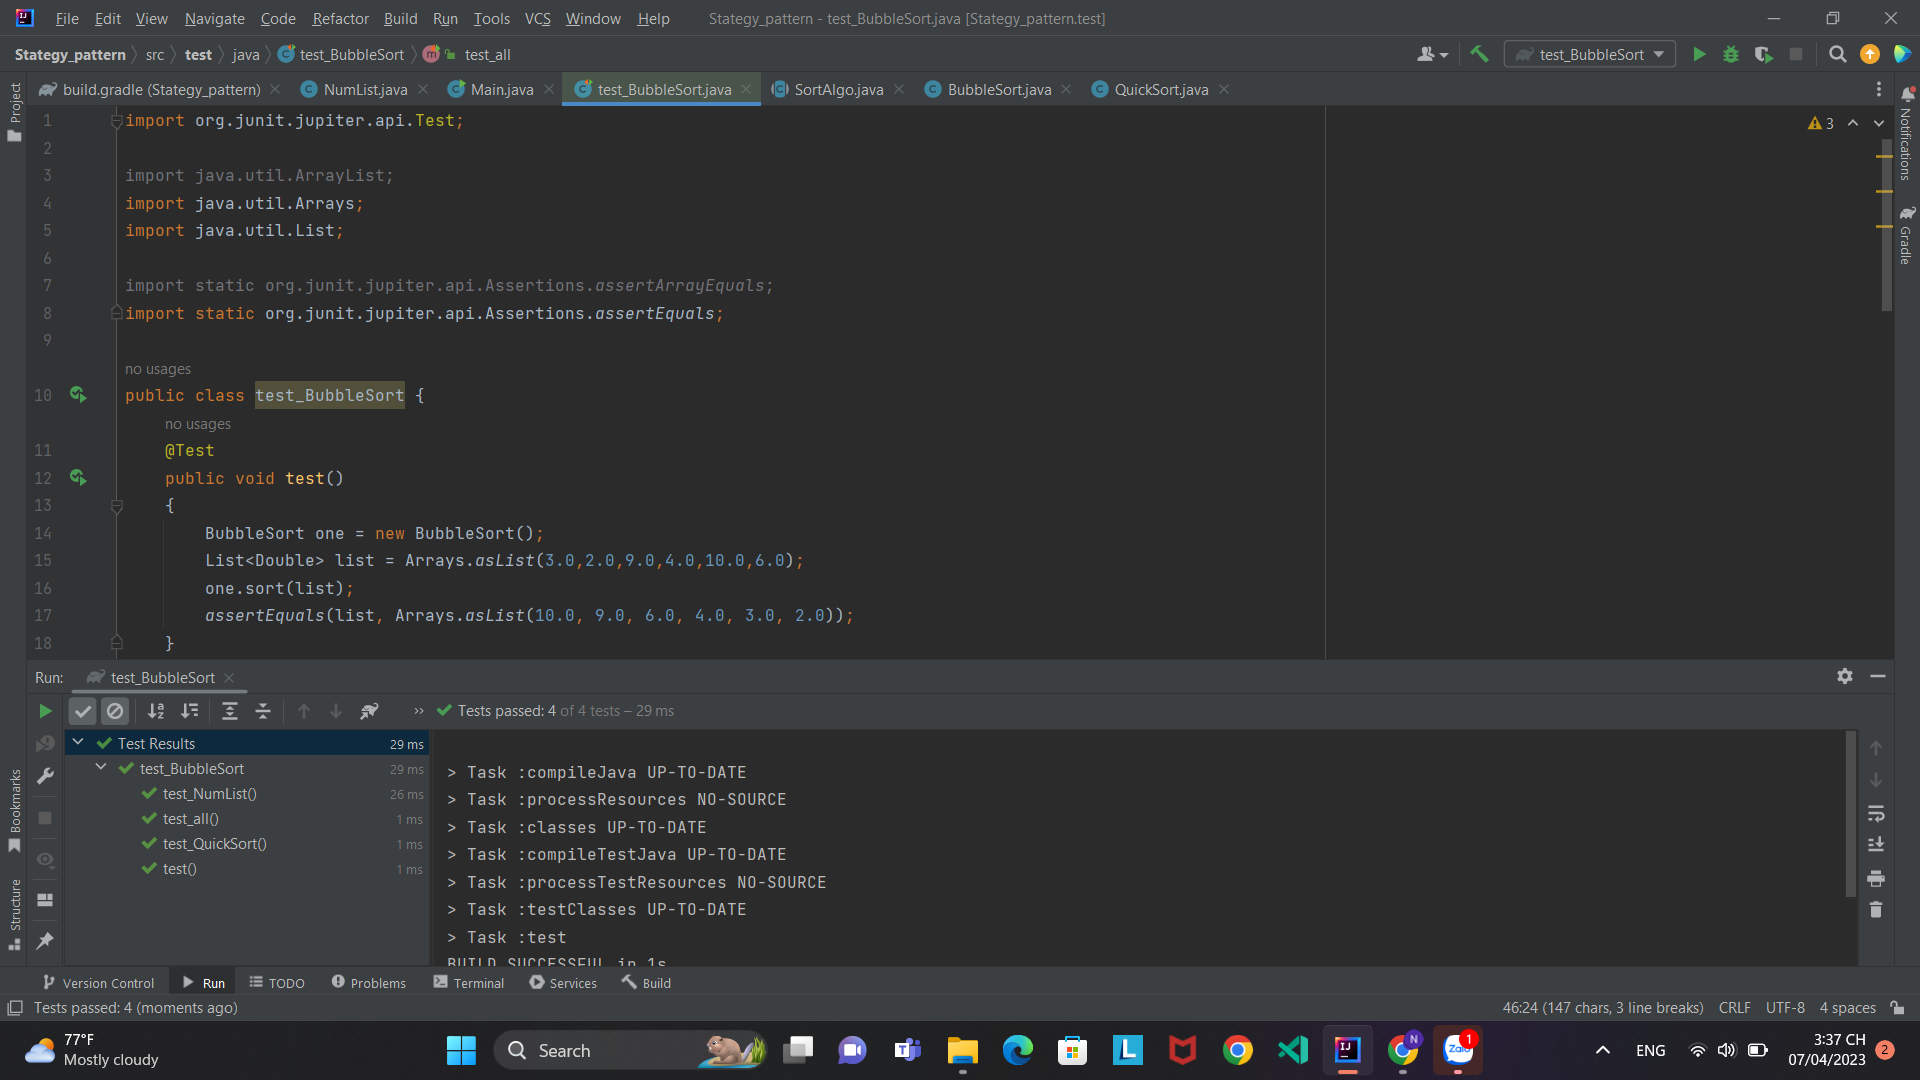 File Edit View Navigate Code Refactor Build Run Tools VCS Window Help Stategy_pattern - test_BubbleSort.java [Stategy_pattern.test]
Stategy_pattern src test java test_BubbleSort test_all test_BubbleSort
build.gradle (Stategy_pattern) NumList.java Main.java test_BubbleSort.java SortAlgo.java BubbleSort.java QuickSort.java
Project
Notifications
Gradle
3
1 import org.junit.jupiter.api.Test;
2
3 import java.util.ArrayList;
4 import java.util.Arrays;
5 import java.util.List;
6
7 import static org.junit.jupiter.api.Assertions.assertArrayEquals;
8 import static org.junit.jupiter.api.Assertions.assertEquals;
9
no usages
10 public class test_BubbleSort {
no usages
11 @Test
12 public void test()
13 {
14 BubbleSort one = new BubbleSort();
15 List<Double> list = Arrays.asList(3.0,2.0,9.0,4.0,10.0,6.0);
16 one.sort(list);
17 assertEquals(list, Arrays.asList(10.0, 9.0, 6.0, 4.0, 3.0, 2.0));
18 }
Run: test_BubbleSort
Tests passed: 4 of 4 tests – 29 ms
Test Results 29 ms
test_BubbleSort 29 ms
test_NumList() 26 ms
test_all() 1 ms
test_QuickSort() 1 ms
test() 1 ms
> Task :compileJava UP-TO-DATE
> Task :processResources NO-SOURCE
> Task :classes UP-TO-DATE
> Task :compileTestJava UP-TO-DATE
> Task :processTestResources NO-SOURCE
> Task :testClasses UP-TO-DATE
> Task :test
BUILD SUCCESSFUL in 1s
Bookmarks
Structure
Version Control Run TODO Problems Terminal Services Build
Tests passed: 4 (moments ago) 46:24 (147 chars, 3 line breaks) CRLF UTF-8 4 spaces
77°F
Mostly cloudy
Search
N
Zalo
1
ENG
3:37 CH
07/04/2023
2